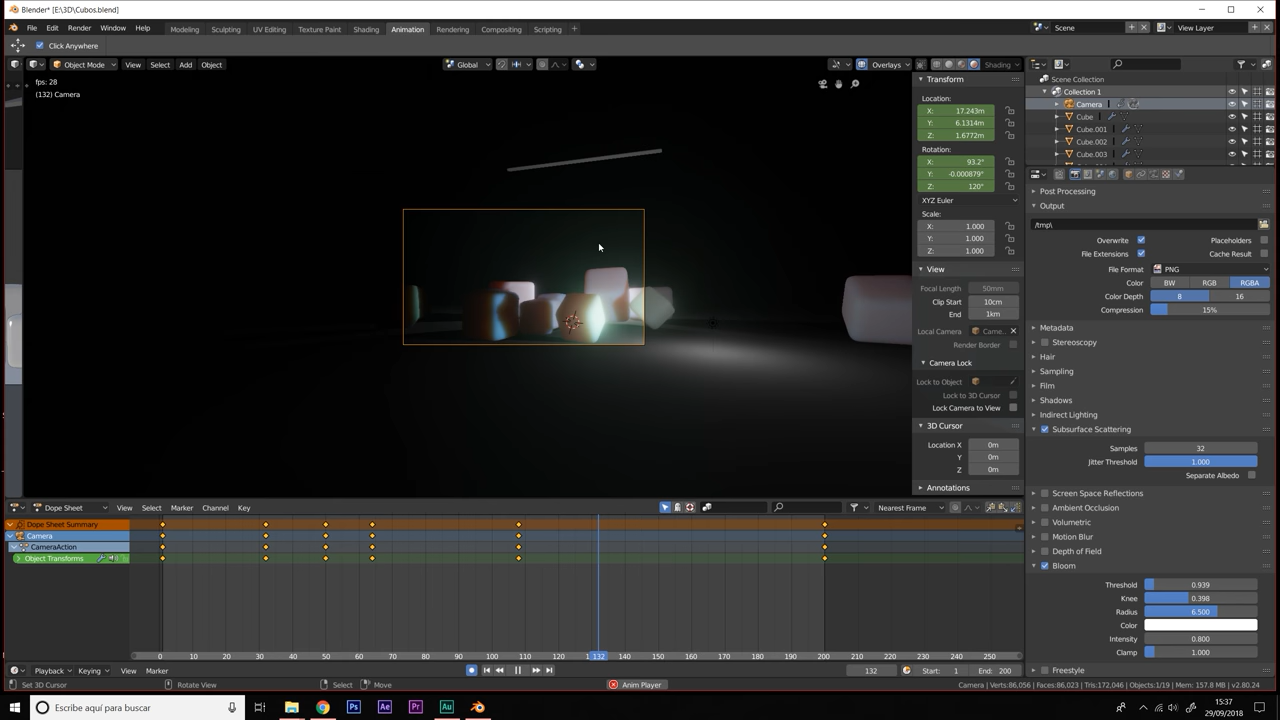 Blender* [E:\3D\Cubos.blend]
File Edit Render Window Help Modeling Sculpting UV Editing Texture Paint Shading Animation Rendering Compositing Scripting Scene View Layer
Click Anywhere
Object Mode View Select Add Object Global Overlays Shading
fps: 28
(132) Camera
Transform
Location:
X: 17.243m
Y: 6.1314m
Z: 1.6772m
Rotation:
X: 93.2°
Y: -0.000879°
Z: 120°
XYZ Euler
Scale:
X: 1.000
Y: 1.000
Z: 1.000
View
Focal Length 50mm
Clip Start 10cm
End 1km
Local Camera Came..
Render Border
Camera Lock
Lock to Object
Lock to 3D Cursor
Lock Camera to View
3D Cursor
Location X 0m
Y 0m
Z 0m
Annotations
Scene Collection
Collection 1
Camera
Cube
Cube.001
Cube.002
Cube.003
Post Processing
Output
/tmp\
Overwrite Placeholders
File Extensions Cache Result
File Format PNG
Color BW RGB RGBA
Color Depth 8 16
Compression 15%
Metadata
Stereoscopy
Hair
Sampling
Film
Shadows
Indirect Lighting
Subsurface Scattering
Samples 32
Jitter Threshold 1.000
Separate Albedo
Screen Space Reflections
Ambient Occlusion
Volumetric
Motion Blur
Depth of Field
Bloom
Threshold 0.939
Knee 0.398
Radius 6.500
Color
Intensity 0.800
Clamp 1.000
Freestyle
Dope Sheet View Select Marker Channel Key Nearest Frame
Dope Sheet Summary
Camera
CameraAction
Object Transforms
0 10 20 30 40 50 60 70 80 90 100 110 120 132 140 150 160 170 180 190 200 210 220 230 240 250
Playback Keying View Marker 132 Start: 1 End: 200
Set 3D Cursor Rotate View Select Move Anim Player Camera | Verts:86,056 | Faces:86,023 | Tris:172,046 | Objects:1/19 | Mem: 157.8 MB | v2.80.24
Escribe aquí para buscar Ps Ae Pr Au 15:37
29/09/2018